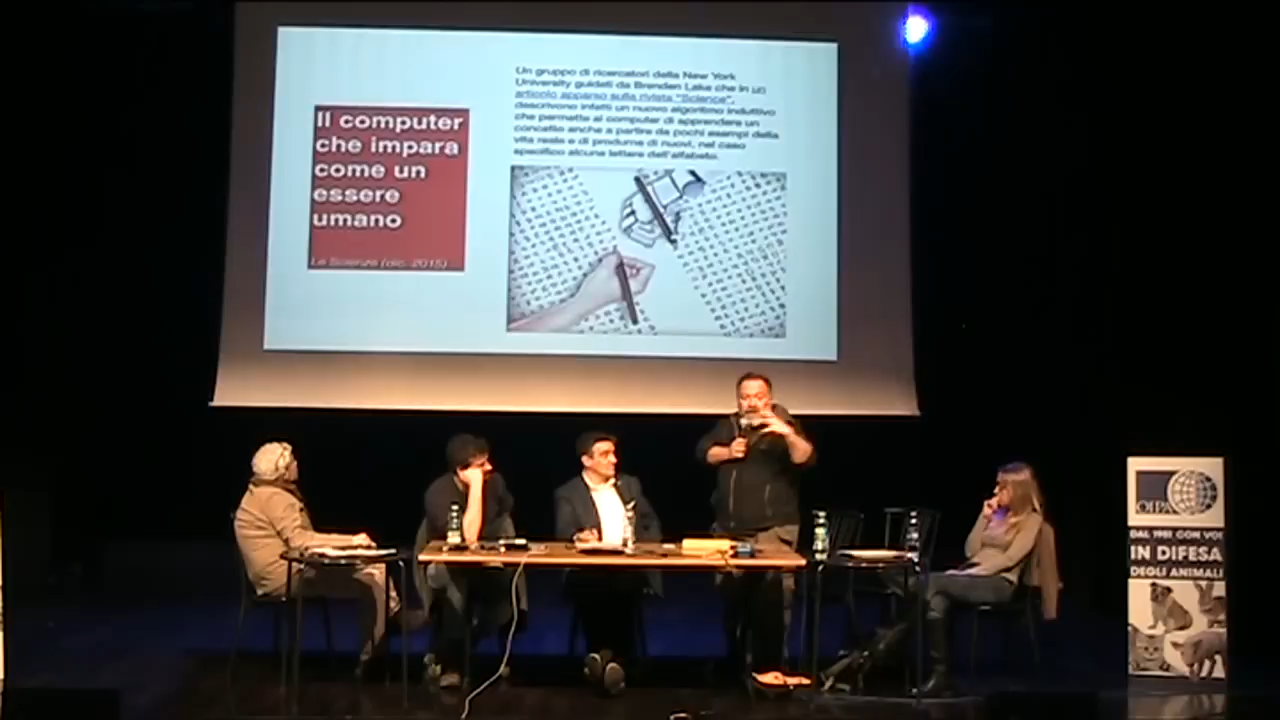 Il computer
che impara
come un
essere
umano
Le Scienze (dic. 2015)
Un gruppo di ricercatori della New York
University guidati da Brenden Lake che in un
articolo apparso sulla rivista "Science",
descrivono infatti un nuovo algoritmo induttivo
che permette ai computer di apprendere un
concetto anche a partire da pochi esempi della
vita reale e di produrne di nuovi, nel caso
specifico alcune lettere dell'alfabeto.
OIPA
DAL 1981 CON VOI
IN DIFESA
DEGLI ANIMALI